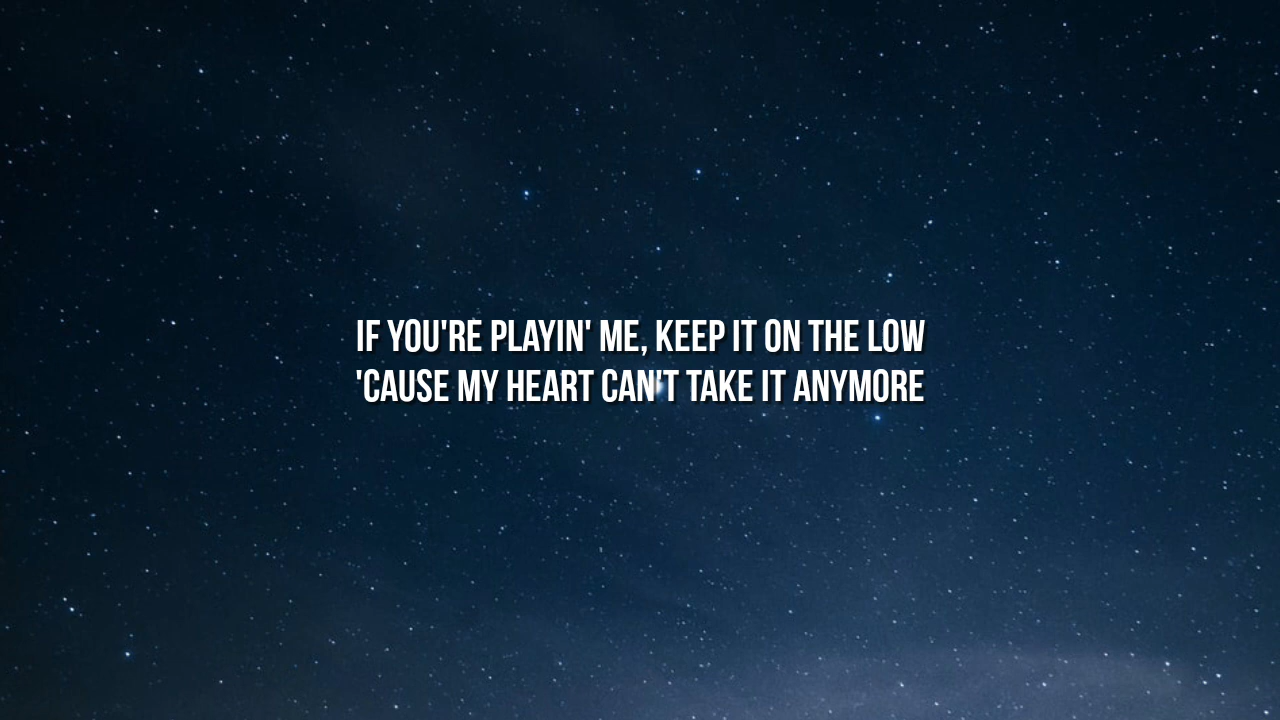 IF YOU'RE PLAYIN' ME, KEEP IT ON THE LOW
'CAUSE MY HEART CAN'T TAKE IT ANYMORE